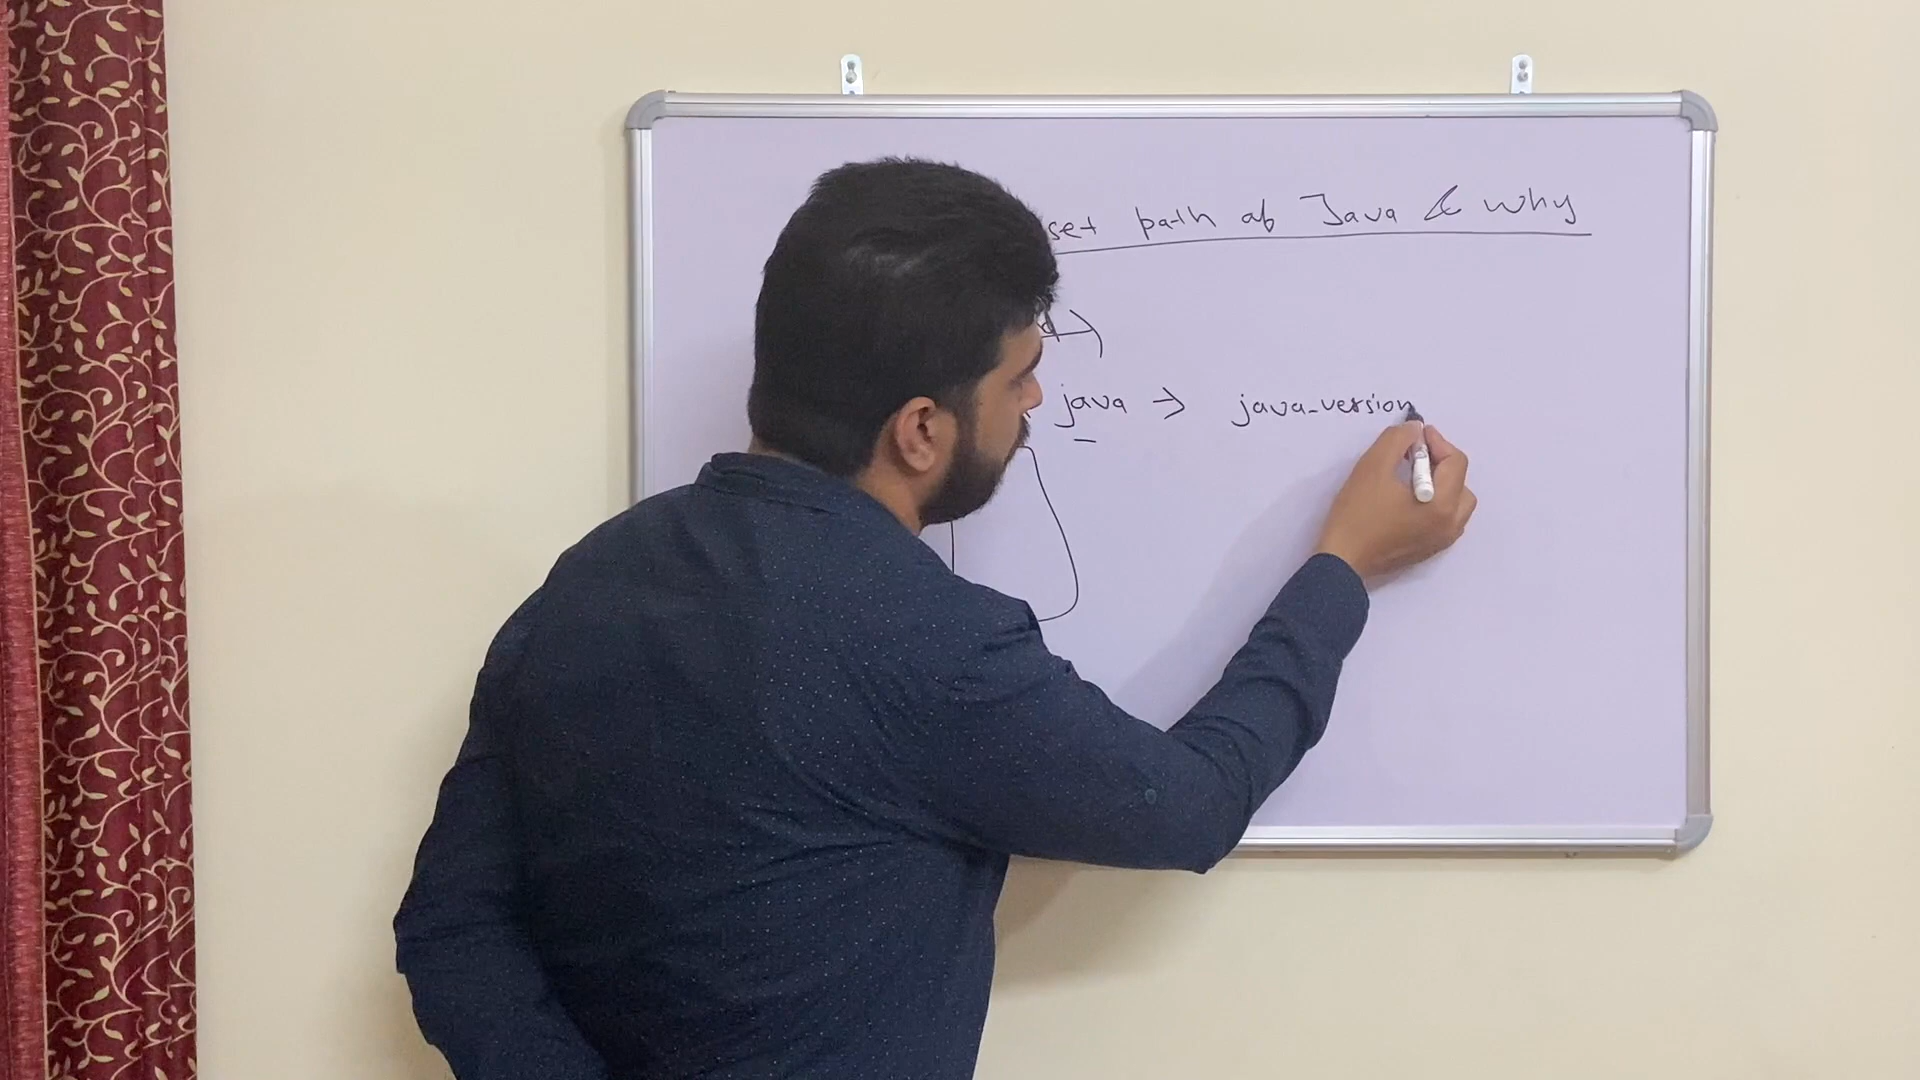 set path of Java & why
java → java-version